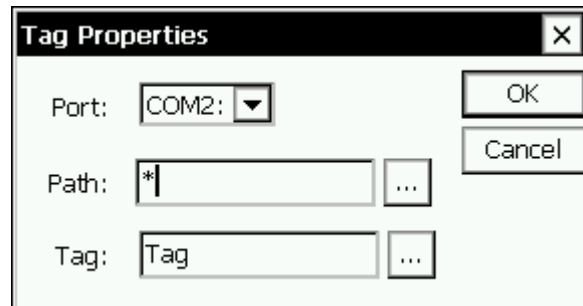 Tag Properties
Port: COM2: OK
Cancel
Path: * ...
Tag: Tag ...